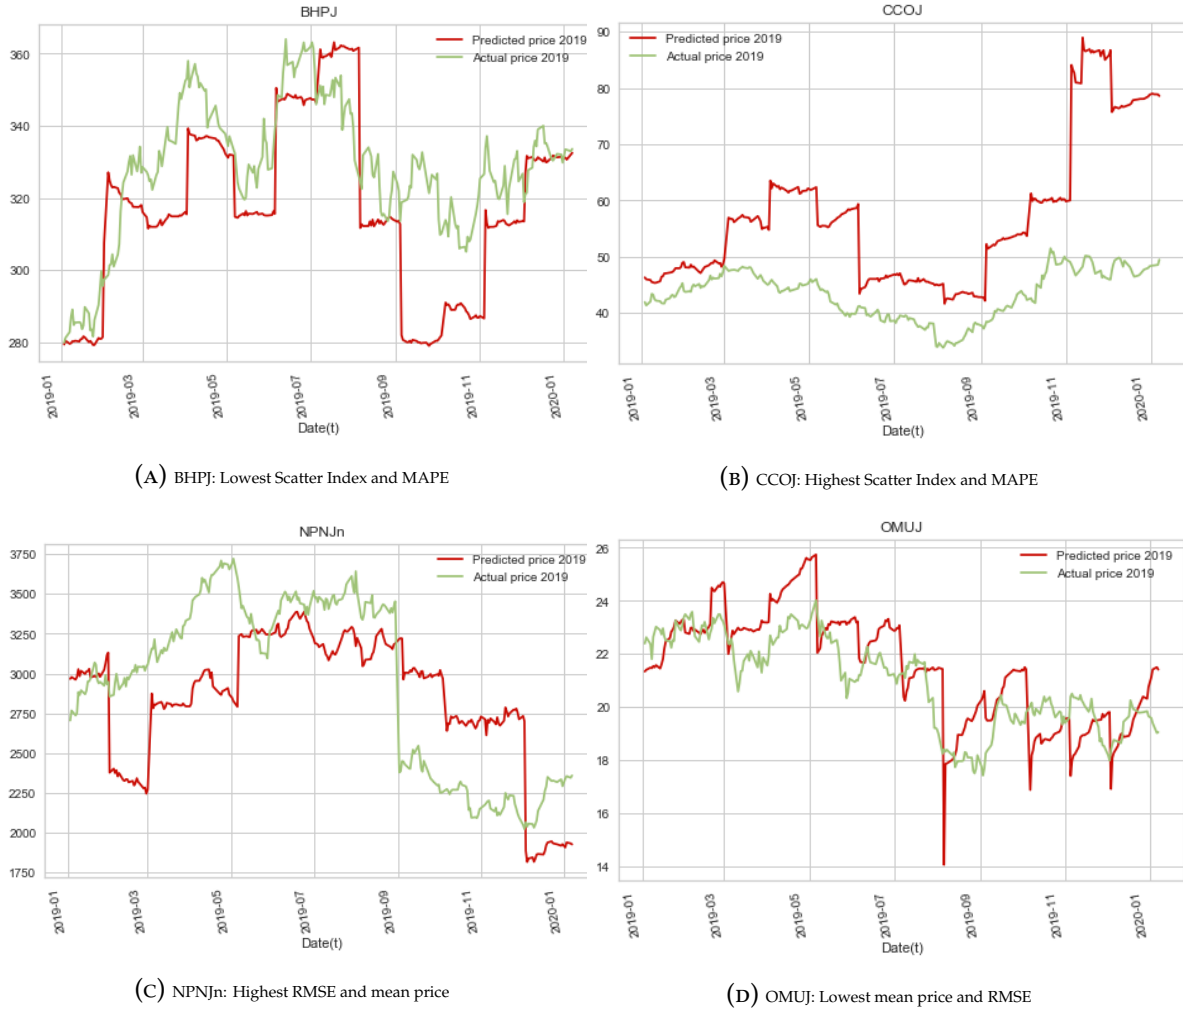 BHPJ
Predicted price 2019
Actual price 2019
360
340
320
300
280
2019-01
2019-03
2019-05
2019-07
2019-09
2019-11
2020-01
Date(t)
(A) BHPJ: Lowest Scatter Index and MAPE
CCOJ
Predicted price 2019
Actual price 2019
90
80
70
60
50
40
2019-01
2019-03
2019-05
2019-07
2019-09
2019-11
2020-01
Date(t)
(B) CCOJ: Highest Scatter Index and MAPE
NPNJn
Predicted price 2019
Actual price 2019
3750
3500
3250
3000
2750
2500
2250
2000
1750
2019-01
2019-03
2019-05
2019-07
2019-09
2019-11
2020-01
Date(t)
(C) NPNJn: Highest RMSE and mean price
OMUJ
Predicted price 2019
Actual price 2019
26
24
22
20
18
16
14
2019-01
2019-03
2019-05
2019-07
2019-09
2019-11
2020-01
Date(t)
(D) OMUJ: Lowest mean price and RMSE